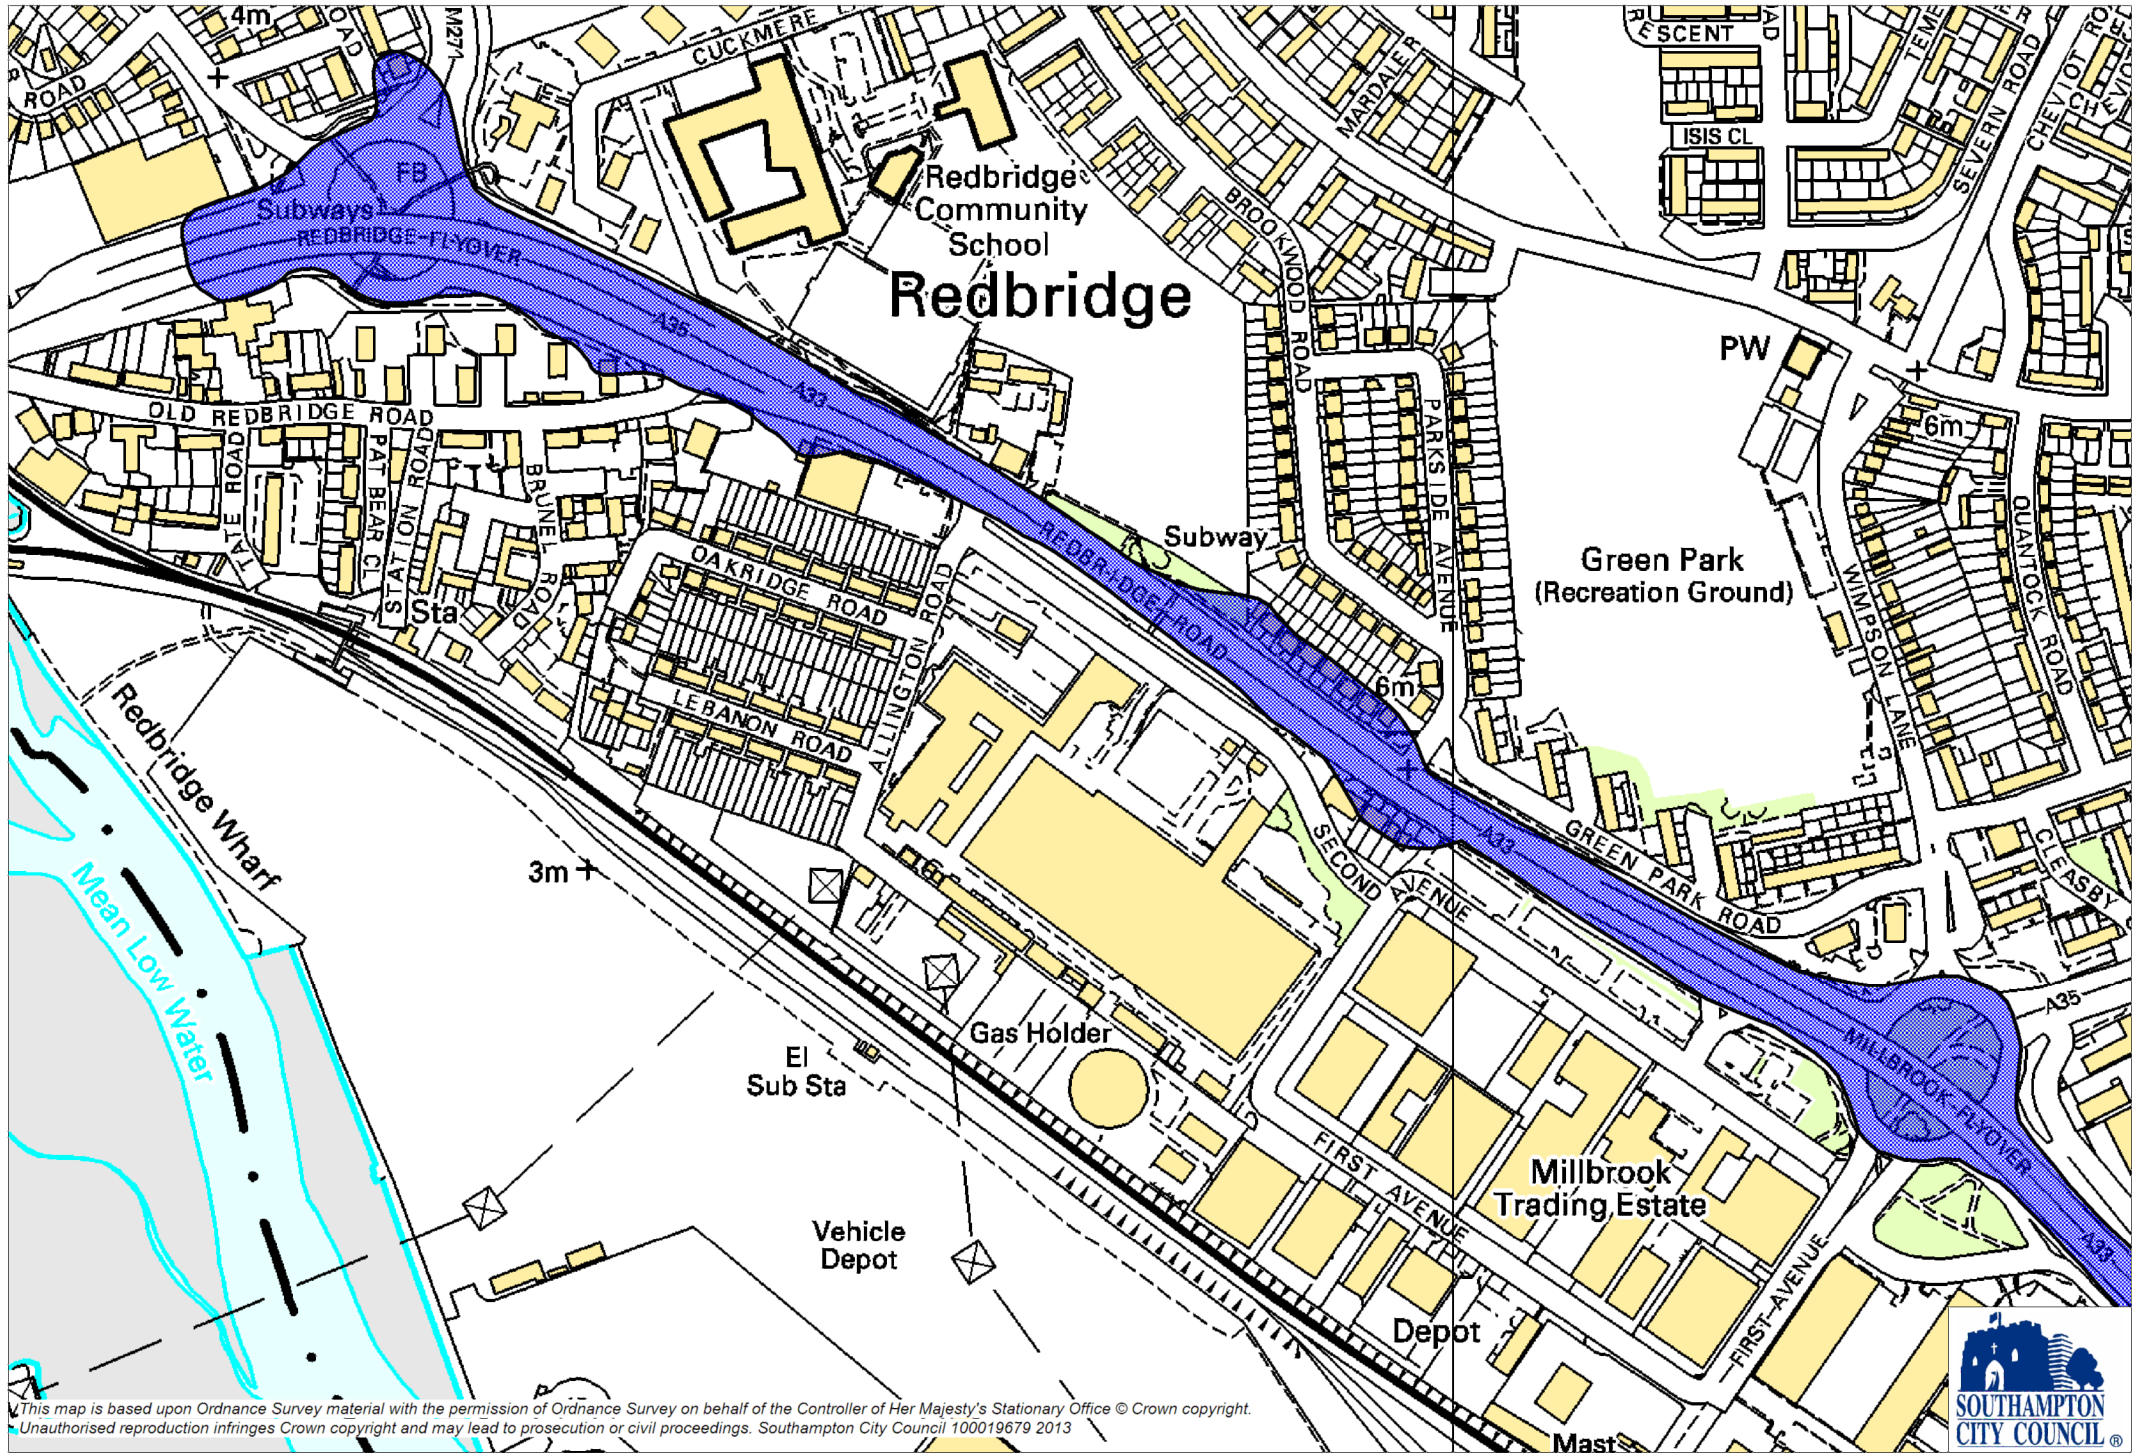 4m
ROAD
M271
CUCKMERE L
ROAD
MARDALE R
RESCENT
ROAD
ISIS CL
TEME
SEVERN ROAD
CHEVIOT RO
CHEVIOT
FB
Subways
REDBRIDGE FLYOVER
Redbridge
Community
School
Redbridge
BROOKWOOD ROAD
PARKSIDE AVENUE
PW
6m
A35
A33
OLD REDBRIDGE ROAD
TATE ROAD
PAT BEAR CL
STATION ROAD
BRUNEL ROAD
Sta
OAKRIDGE ROAD
LEBANON ROAD
ALLINGTON ROAD
REDBRIDGE ROAD
Subway
6m
Green Park
(Recreation Ground)
WIMPSON LANE
QUANTOCK ROAD
Redbridge Wharf
Mean Low Water
3m
SECOND AVENUE
A33
GREEN PARK ROAD
CLEASBY
A35
MILLBROOK FLYOVER
A33
Gas Holder
El
Sub Sta
FIRST AVENUE
Millbrook
Trading Estate
Vehicle
Depot
FIRST AVENUE
Depot
Mast
This map is based upon Ordnance Survey material with the permission of Ordnance Survey on behalf of the Controller of Her Majesty's Stationary Office © Crown copyright.
Unauthorised reproduction infringes Crown copyright and may lead to prosecution or civil proceedings. Southampton City Council 100019679 2013
SOUTHAMPTON
CITY COUNCIL ®